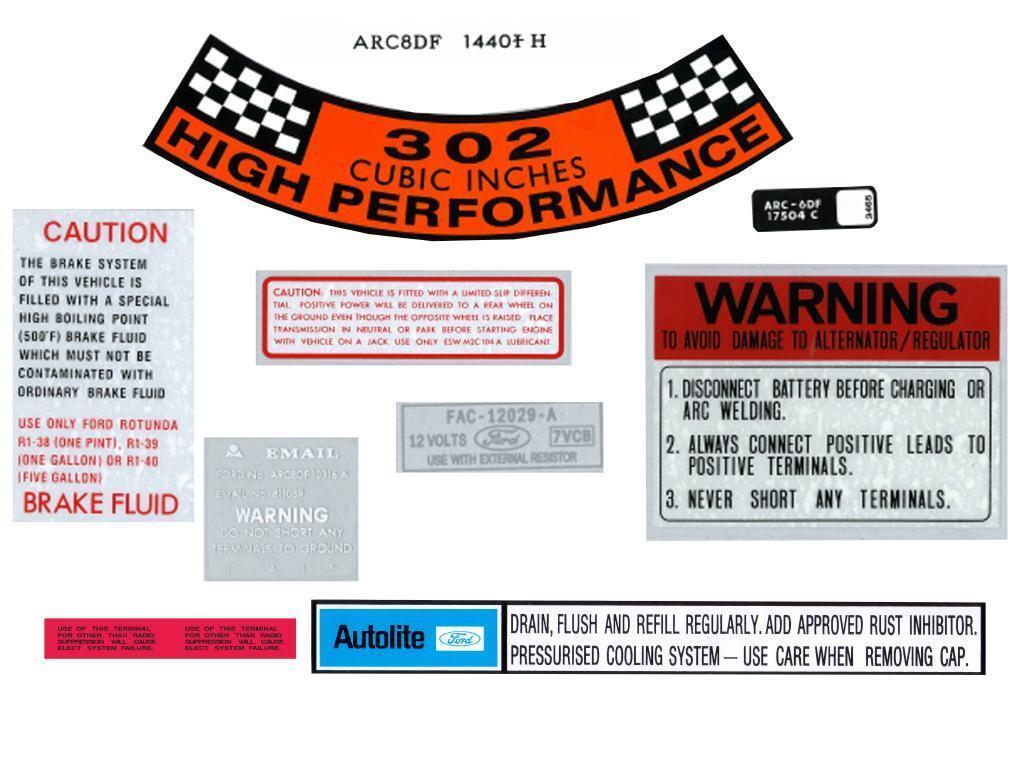 ARC8DF 14401 H
302
CUBIC INCHES
HIGH PERFORMANCE
ARC-6DF
17504 C
3465
CAUTION
THE BRAKE SYSTEM
OF THIS VEHICLE IS
FILLED WITH A SPECIAL
HIGH BOILING POINT
(500°F) BRAKE FLUID
WHICH MUST NOT BE
CONTAMINATED WITH
ORDINARY BRAKE FLUID
USE ONLY FORD ROTUNDA
R1-38 (ONE PINT), R1-39
(ONE GALLON) OR R1-40
(FIVE GALLON)
BRAKE FLUID
CAUTION: THIS VEHICLE IS FITTED WITH A LIMITED-SLIP DIFFEREN-
TIAL. POSITIVE POWER WILL BE DELIVERED TO A REAR WHEEL ON
THE GROUND EVEN THOUGH THE OPPOSITE WHEEL IS RAISED. PLACE
TRANSMISSION IN NEUTRAL OR PARK BEFORE STARTING ENGINE
WITH VEHICLE ON A JACK. USE ONLY ESW M2C 104 A LUBRICANT.
WARNING
TO AVOID DAMAGE TO ALTERNATOR/REGULATOR
1. DISCONNECT BATTERY BEFORE CHARGING OR
ARC WELDING.
2. ALWAYS CONNECT POSITIVE LEADS TO
POSITIVE TERMINALS.
3. NEVER SHORT ANY TERMINALS.
FAC-12029-A
12 VOLTS Ford 7VCB
USE WITH EXTERNAL RESISTOR
EMAIL
FORD No. ARC8DF 10316 A
EMAIL No.
WARNING
DO NOT SHORT ANY
TERMINALS TO GROUND
USE OF THIS TERMINAL
FOR OTHER THAN RADIO
SUPPRESSION WILL CAUSE
ELECT SYSTEM FAILURE.
USE OF THIS TERMINAL
FOR OTHER THAN RADIO
SUPPRESSION WILL CAUSE
ELECT SYSTEM FAILURE.
Autolite Ford
DRAIN, FLUSH AND REFILL REGULARLY. ADD APPROVED RUST INHIBITOR.
PRESSURISED COOLING SYSTEM — USE CARE WHEN REMOVING CAP.